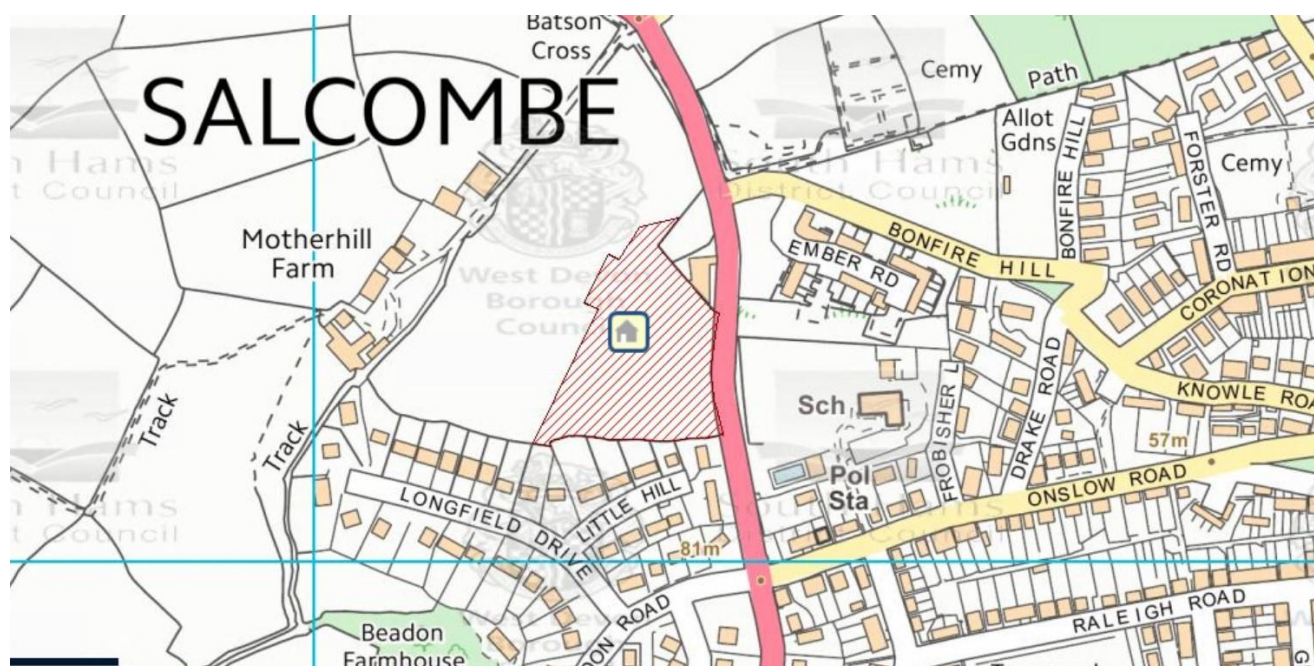 Batson
Cross
SALCOMBE
Cemy
Path
Allot
Gdns
BONFIRE HILL
FORSTER RD
Cemy
Motherhill
Farm
EMBER RD
BONFIRE HILL
CORONATION
West Devon
Borough
Council
South Hams
District Council
Track
Track
Sch
FROBISHER L
DRAKE ROAD
KNOWLE ROA
57m
Pol
Sta
ONSLOW ROAD
LONGFIELD DRIVE
LITTLE HILL
81m
RALEIGH ROAD
Beadon
Farmhouse